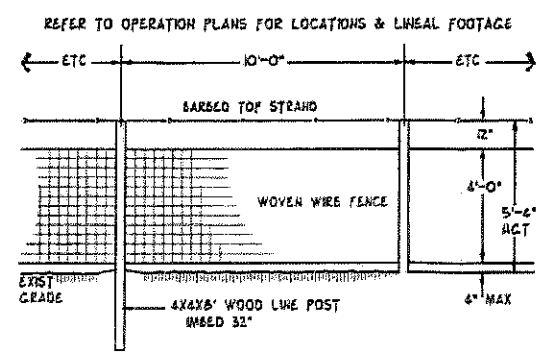 REFER TO OPERATION PLANS FOR LOCATIONS & LINEAL FOOTAGE
ETC
10'-0"
ETC
BARBED TOP STRAND
12"
WOVEN WIRE FENCE
4'-0"
5'-4"
HGT
EXIST
GRADE
4X4X8' WOOD LINE POST
IMBED 32"
4" MAX